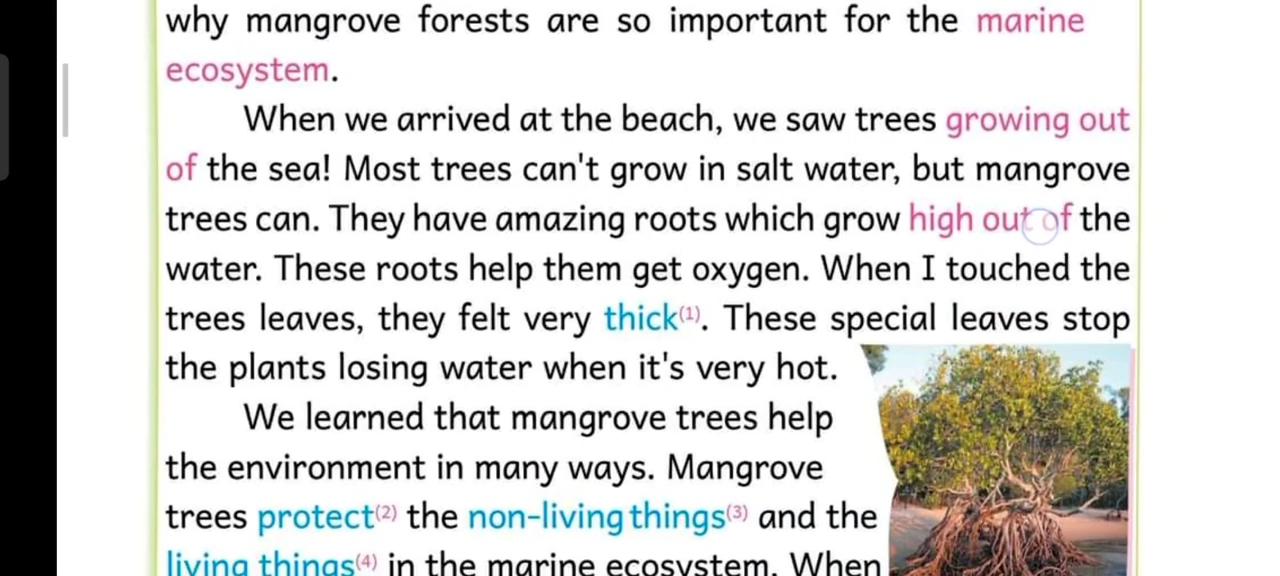 why mangrove forests are so important for the marine
ecosystem.
When we arrived at the beach, we saw trees growing out
of the sea! Most trees can't grow in salt water, but mangrove
trees can. They have amazing roots which grow high out of the
water. These roots help them get oxygen. When I touched the
trees leaves, they felt very thick(1). These special leaves stop
the plants losing water when it's very hot.
We learned that mangrove trees help
the environment in many ways. Mangrove
trees protect(2) the non-living things(3) and the
living things(4) in the marine ecosystem. When